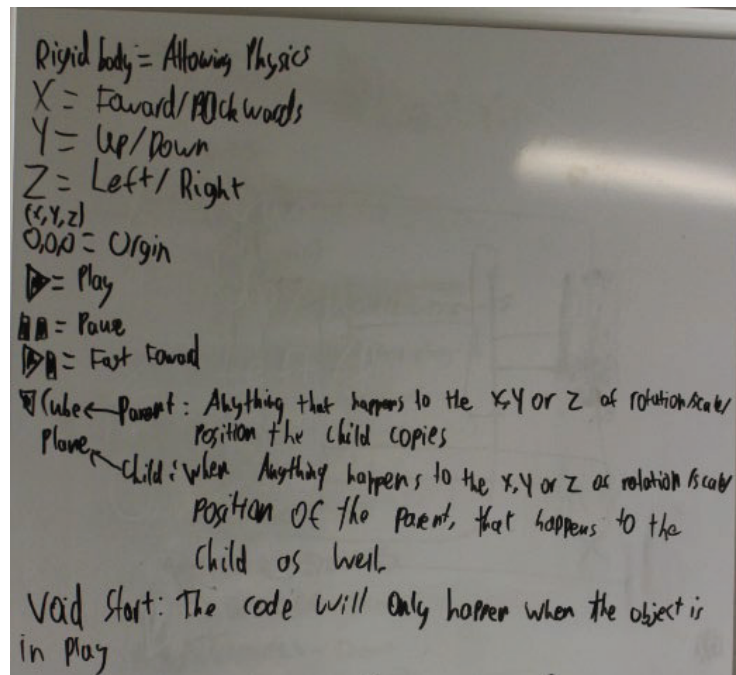 Rigid body = Allowing Physics
X = Foward/Backwards
Y = Up/Down
Z = Left/Right
(x,Y,z)
0,0,0 = Orgin
= Play
= Pause
= Fast Foward
Cube ← Parent : Anything that happens to the X,Y or Z of rotation/scale/
Position the child copies
Plane ← Child : When Anything happens to the X,Y or Z of rotation/scale/
Position Of the Parent, that happens to the
Child as well
Void Start: The code will Only happen when the object is
in Play